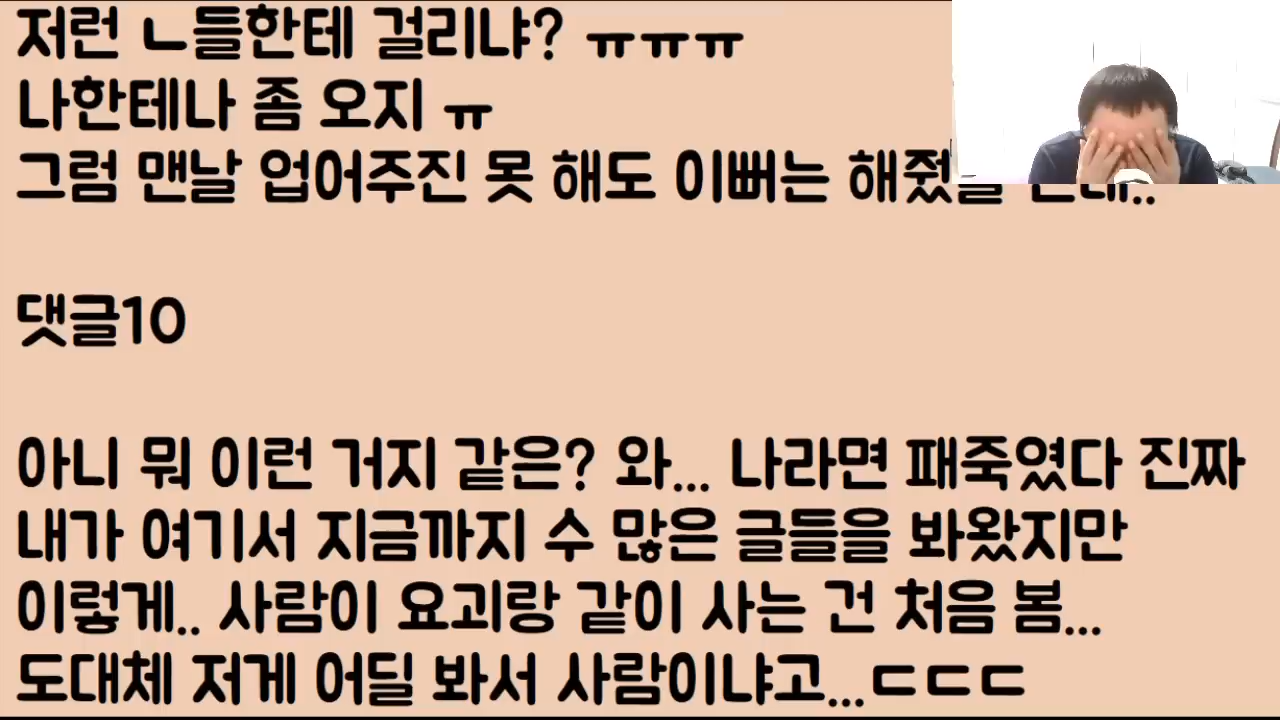 저런 ㄴ들한테 걸리냐? ㅠㅠㅠ
나한테나 좀 오지 ㅠ
그럼 맨날 업어주진 못 해도 이뻐는 해줬
댓글10
아니 뭐 이런 거지 같은? 와... 나라면 패죽였다 진짜
내가 여기서 지금까지 수 많은 글들을 봐왔지만
이렇게.. 사람이 요괴랑 같이 사는 건 처음 봄...
도대체 저게 어딜 봐서 사람이냐고...ㄷㄷㄷ